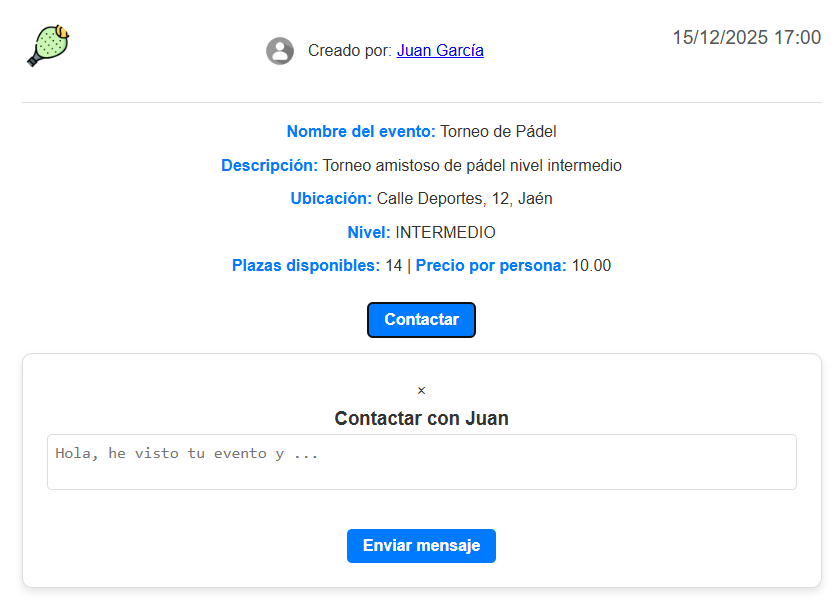 Creado por: Juan García
15/12/2025 17:00
Nombre del evento: Torneo de Pádel
Descripción: Torneo amistoso de pádel nivel intermedio
Ubicación: Calle Deportes, 12, Jaén
Nivel: INTERMEDIO
Plazas disponibles: 14 | Precio por persona: 10.00
Contactar
×
Contactar con Juan
Hola, he visto tu evento y ...
Enviar mensaje